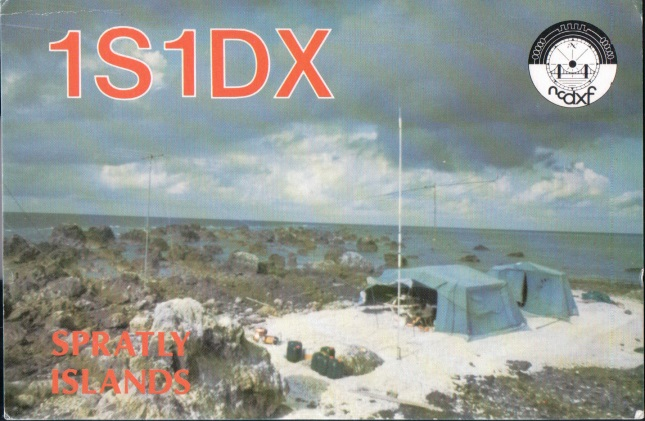 1S1DX
N
ncdxf
SPRATLY
ISLANDS